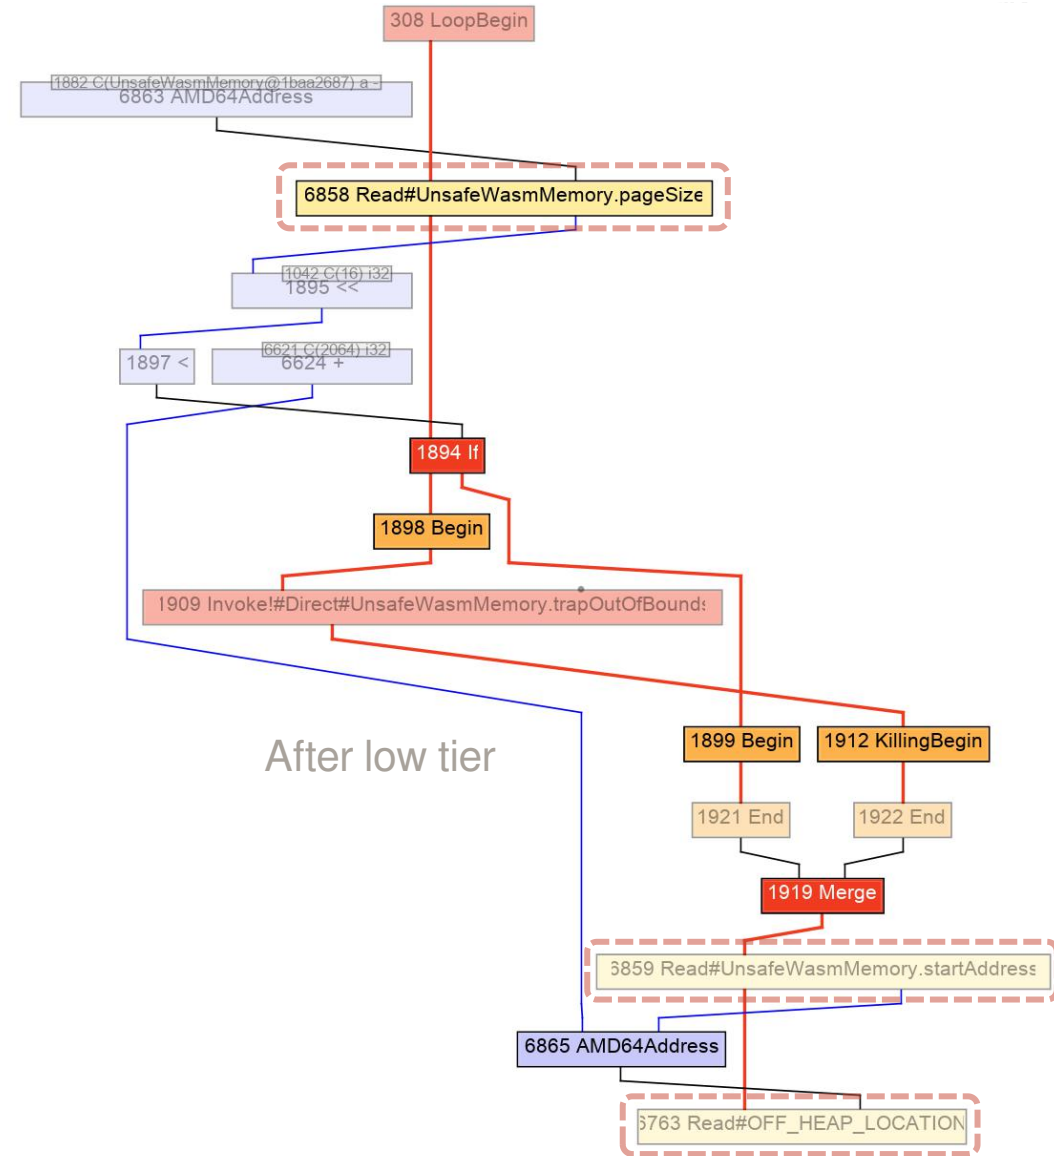 308 LoopBegin
1882 C(UnsafeWasmMemory@1baa2687) a -
6863 AMD64Address
6858 Read#UnsafeWasmMemory.pageSize
1042 C(16) i32
1895 <<
6621 C(2064) i32
1897 <
6624 +
1894 If
1898 Begin
1909 Invoke!#Direct#UnsafeWasmMemory.trapOutOfBounds
1899 Begin
1912 KillingBegin
After low tier
1921 End
1922 End
1919 Merge
6859 Read#UnsafeWasmMemory.startAddress
6865 AMD64Address
6763 Read#OFF_HEAP_LOCATION